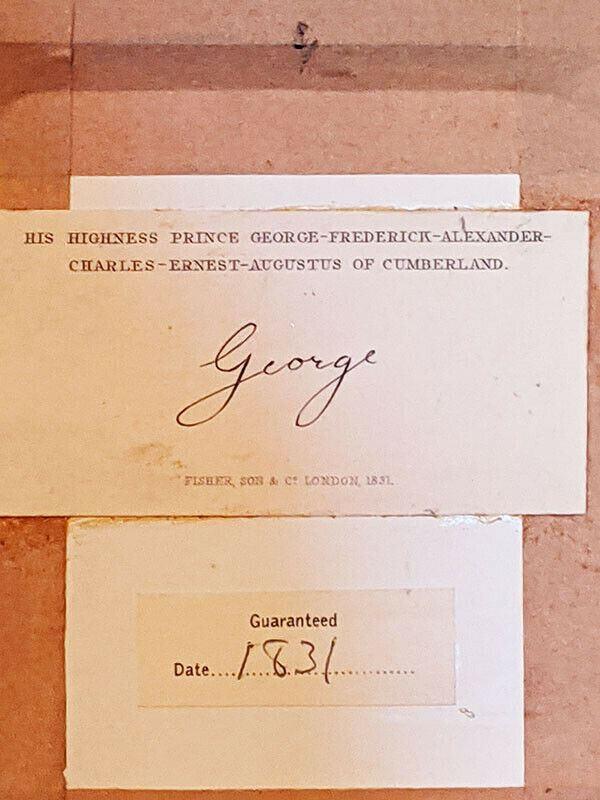 HIS HIGHNESS PRINCE GEORGE-FREDERICK-ALEXANDER-
CHARLES-ERNEST-AUGUSTUS OF CUMBERLAND.
George
FISHER, SON & Co. LONDON, 1831.
Guaranteed
Date....1831................